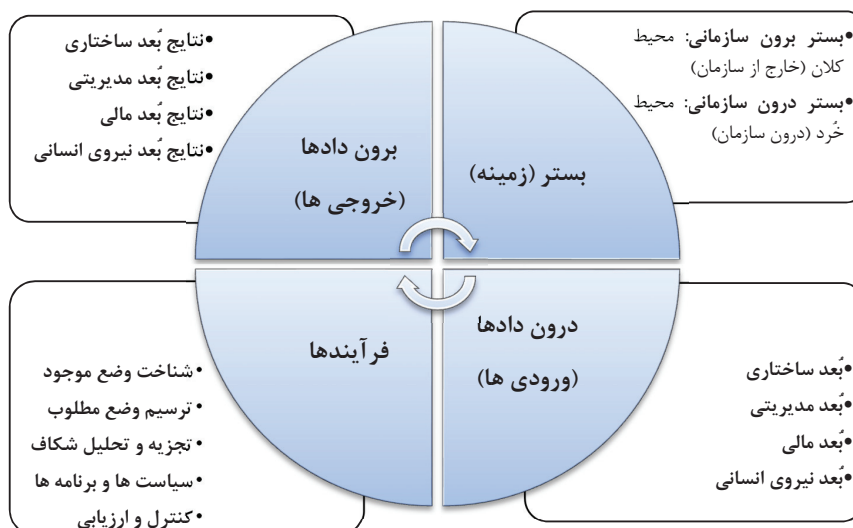 •بستر برون سازمانی: محیط
کلان (خارج از سازمان)
•بستر درون سازمانی: محیط
خُرد (درون سازمان)
بستر (زمینه)
•نتایج بُعد ساختاری
•نتایج بُعد مدیریتی
•نتایج بُعد مالی
•نتایج بُعد نیروی انسانی
برون دادها
(خروجی ها)
درون دادها
(ورودی ها)
•بُعد ساختاری
•بُعد مدیریتی
•بُعد مالی
•بُعد نیروی انسانی
فرآیندها
•شناخت وضع موجود
•ترسیم وضع مطلوب
•تجزیه و تحلیل شکاف
•سیاست ها و برنامه ها
•کنترل و ارزیابی